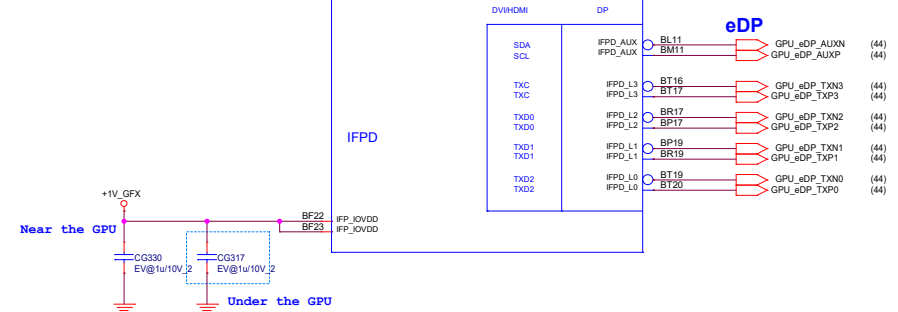 DVI/HDMI DP
eDP
SDA IFPD_AUX BL11 GPU_eDP_AUXN (44)
SCL IFPD_AUX BM11 GPU_eDP_AUXP (44)
TXC IFPD_L3 BT16 GPU_eDP_TXN3 (44)
TXC IFPD_L3 BT17 GPU_eDP_TXP3 (44)
TXD0 IFPD_L2 BR17 GPU_eDP_TXN2 (44)
TXD0 IFPD_L2 BP17 GPU_eDP_TXP2 (44)
IFPD
TXD1 IFPD_L1 BP19 GPU_eDP_TXN1 (44)
TXD1 IFPD_L1 BR19 GPU_eDP_TXP1 (44)
TXD2 IFPD_L0 BT19 GPU_eDP_TXN0 (44)
TXD2 IFPD_L0 BT20 GPU_eDP_TXP0 (44)
+1V_GFX
BF22 IFP_IOVDD
BF23 IFP_IOVDD
Near the GPU
CG330 CG317
EV@1u/10V_2 EV@1u/10V_2
Under the GPU